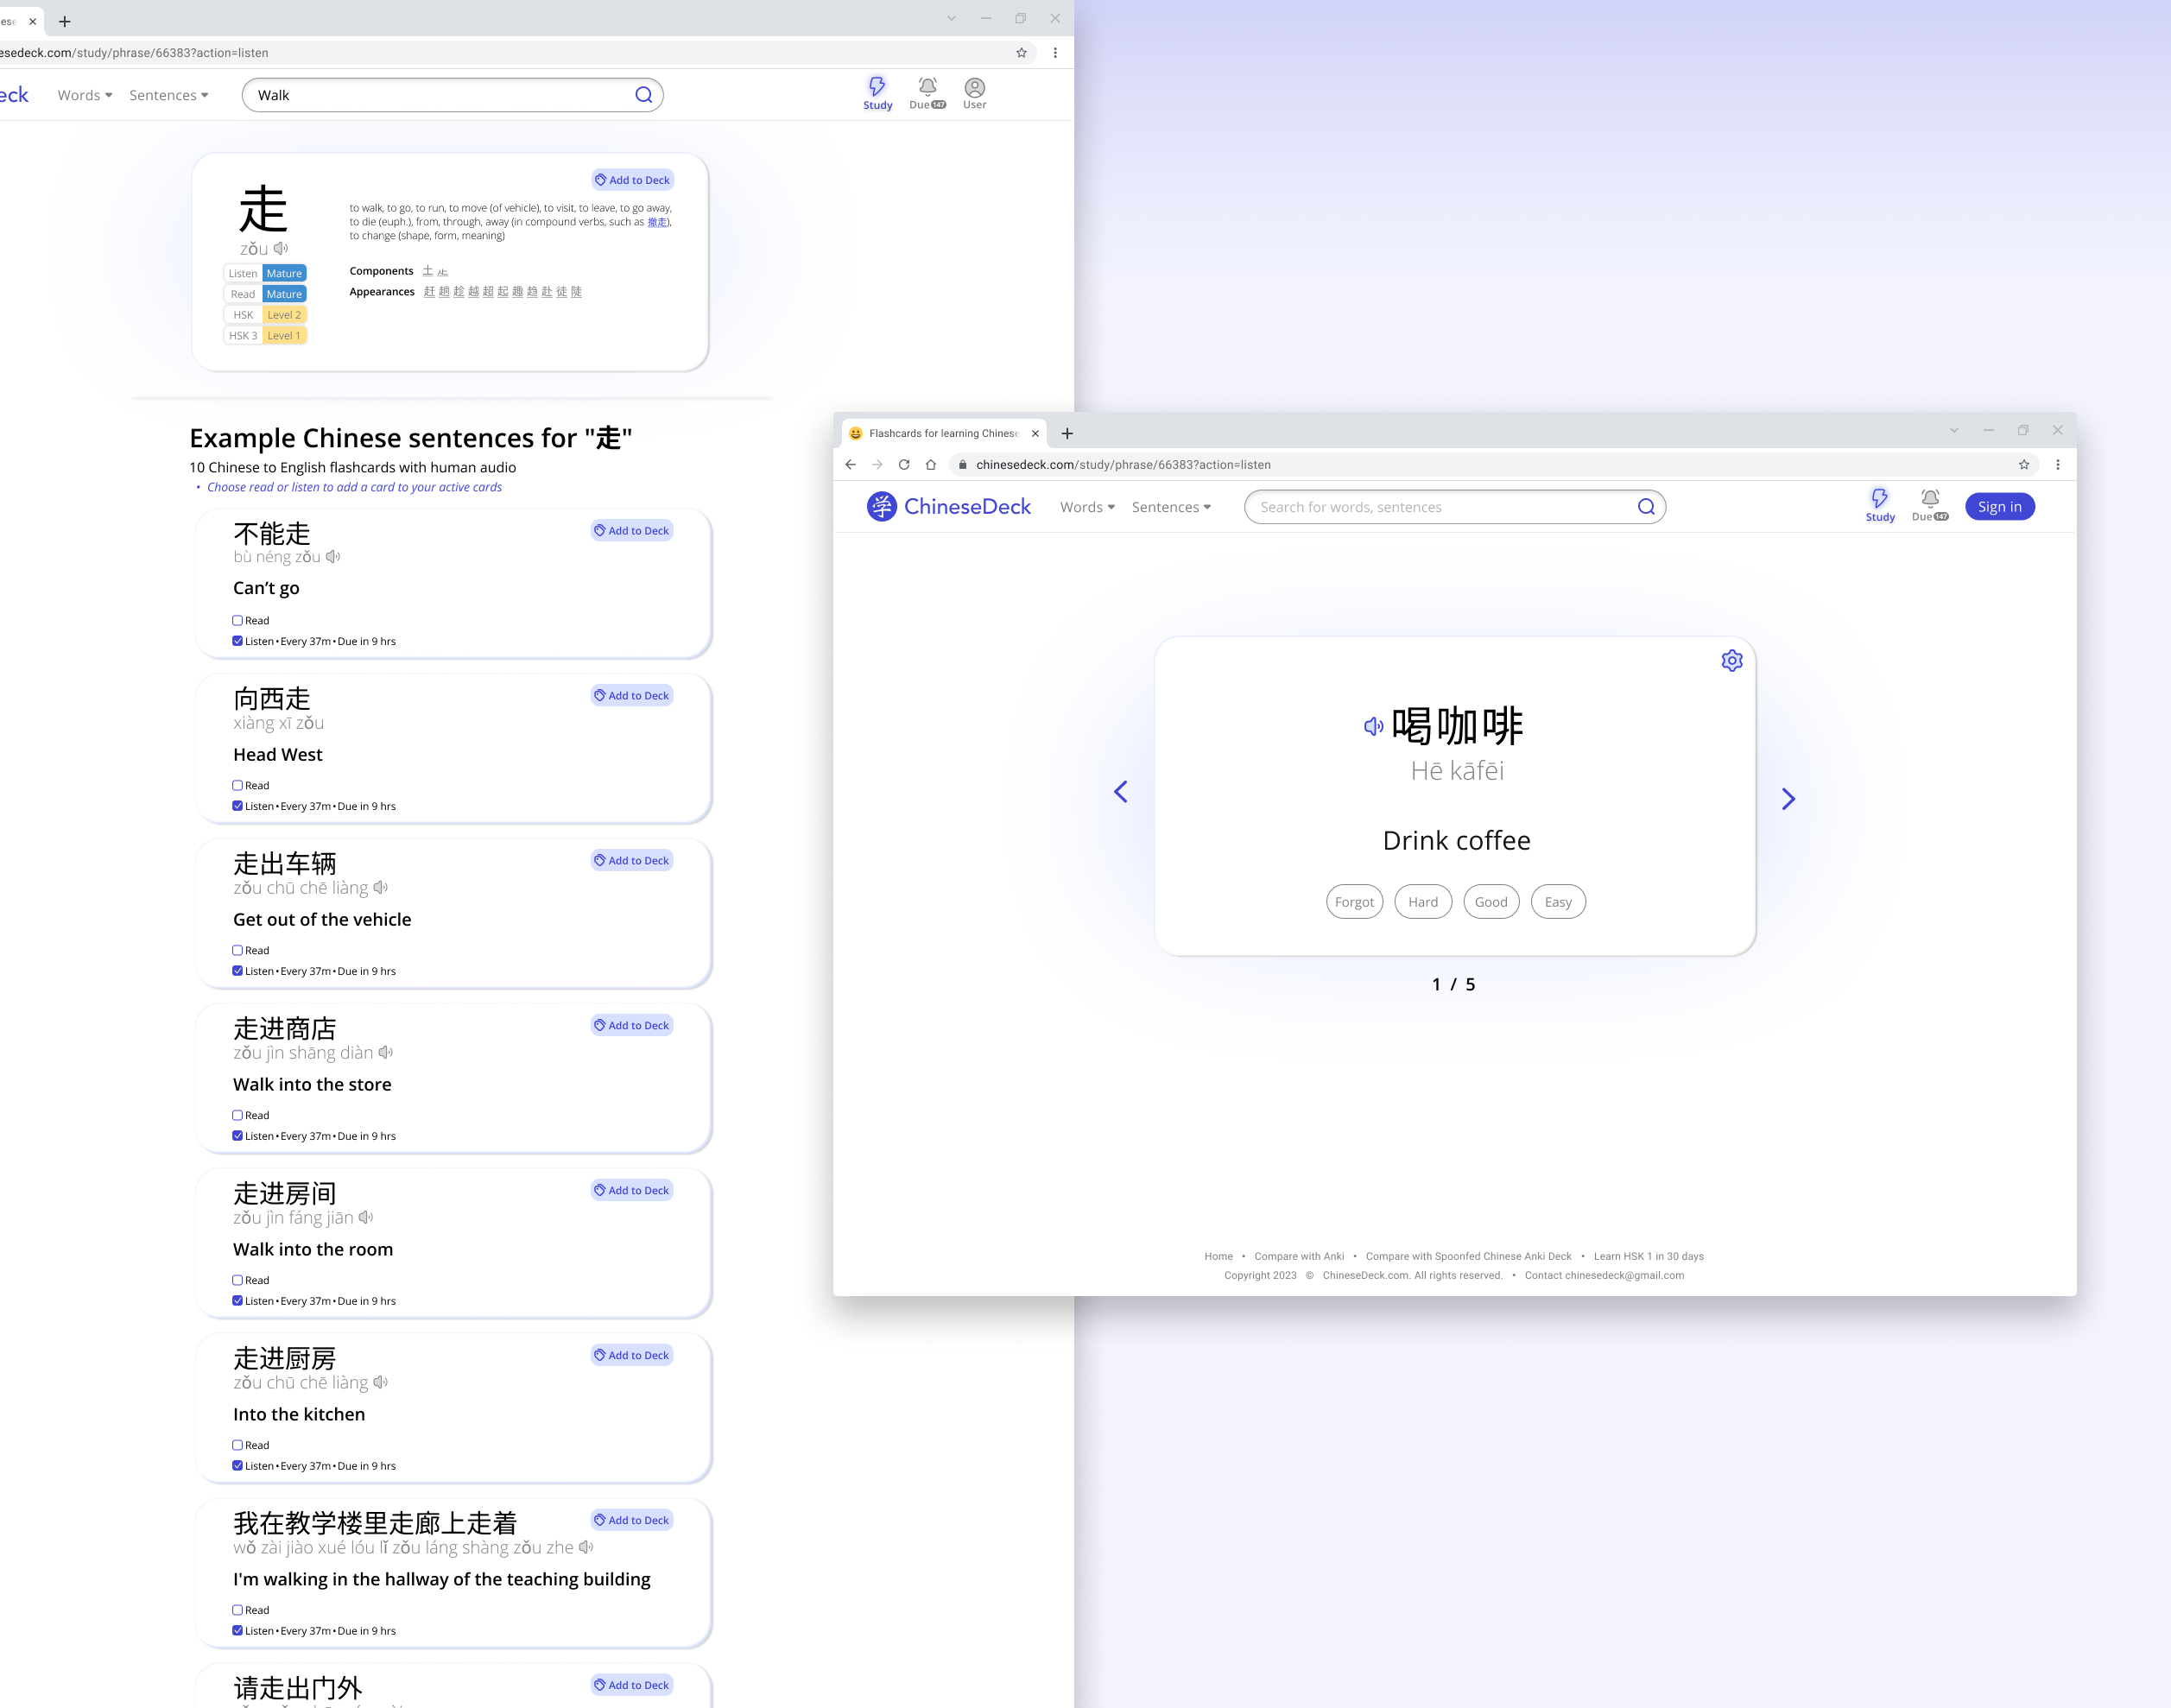 esedeck.com/study/phrase/66383?action=listen
eck Words Sentences Walk Study Due 147 User
Add to Deck
走
zǒu
to walk, to go, to run, to move (of vehicle), to visit, to leave, to go away,
to die (euph.), from, through, away (in compound verbs, such as 撤走),
to change (shape, form, meaning)
Listen Mature
Read Mature
HSK Level 2
HSK 3 Level 1
Components 土
Appearances 赶 趟 趁 越 超 起 趣 趋 赴 徒 陡
Example Chinese sentences for "走"
10 Chinese to English flashcards with human audio
• Choose read or listen to add a card to your active cards
不能走 Add to Deck
bù néng zǒu
Can’t go
Read
Listen • Every 37m • Due in 9 hrs
向西走 Add to Deck
xiàng xī zǒu
Head West
Read
Listen • Every 37m • Due in 9 hrs
走出车辆 Add to Deck
zǒu chū chē liàng
Get out of the vehicle
Read
Listen • Every 37m • Due in 9 hrs
走进商店 Add to Deck
zǒu jìn shāng diàn
Walk into the store
Read
Listen • Every 37m • Due in 9 hrs
走进房间 Add to Deck
zǒu jìn fáng jiān
Walk into the room
Read
Listen • Every 37m • Due in 9 hrs
走进厨房 Add to Deck
zǒu chū chē liàng
Into the kitchen
Read
Listen • Every 37m • Due in 9 hrs
我在教学楼里走廊上走着 Add to Deck
wǒ zài jiào xué lóu lǐ zǒu láng shàng zǒu zhe
I'm walking in the hallway of the teaching building
Read
Listen • Every 37m • Due in 9 hrs
请走出门外 Add to Deck
Flashcards for learning Chinese
chinesedeck.com/study/phrase/66383?action=listen
学 ChineseDeck Words Sentences Search for words, sentences Study Due 147 Sign in
喝咖啡
Hē kāfēi
Drink coffee
Forgot Hard Good Easy
1 / 5
Home • Compare with Anki • Compare with Spoonfed Chinese Anki Deck • Learn HSK 1 in 30 days
Copyright 2023 © ChineseDeck.com. All rights reserved. • Contact chinesedeck@gmail.com